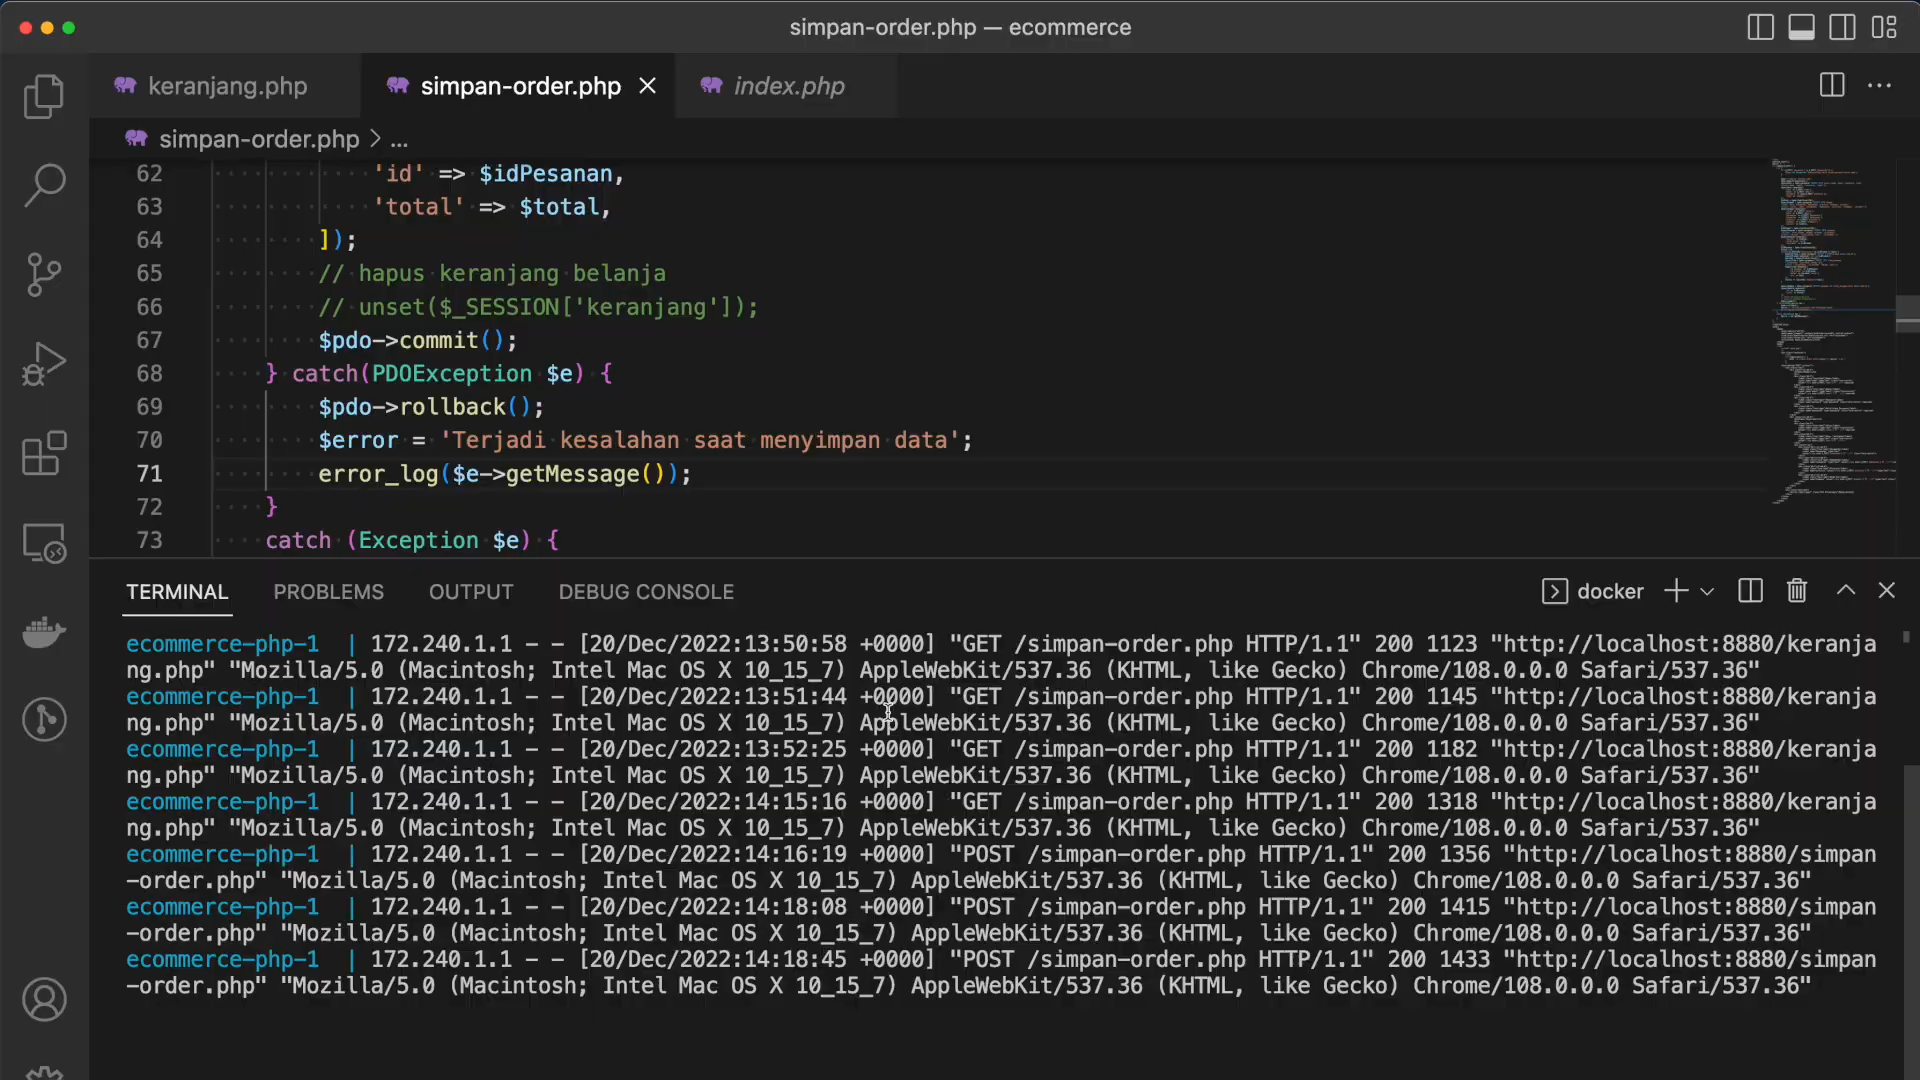 simpan-order.php — ecommerce
keranjang.php
simpan-order.php
index.php
simpan-order.php > ...
62 'id' => $idPesanan,
63 'total' => $total,
64 ]);
65 // hapus keranjang belanja
66 // unset($_SESSION['keranjang']);
67 $pdo->commit();
68 } catch(PDOException $e) {
69 $pdo->rollback();
70 $error = 'Terjadi kesalahan saat menyimpan data';
71 error_log($e->getMessage());
72 }
73 catch (Exception $e) {
TERMINAL PROBLEMS OUTPUT DEBUG CONSOLE docker
ecommerce-php-1 | 172.240.1.1 - - [20/Dec/2022:13:50:58 +0000] "GET /simpan-order.php HTTP/1.1" 200 1123 "http://localhost:8880/keranja
ng.php" "Mozilla/5.0 (Macintosh; Intel Mac OS X 10_15_7) AppleWebKit/537.36 (KHTML, like Gecko) Chrome/108.0.0.0 Safari/537.36"
ecommerce-php-1 | 172.240.1.1 - - [20/Dec/2022:13:51:44 +0000] "GET /simpan-order.php HTTP/1.1" 200 1145 "http://localhost:8880/keranja
ng.php" "Mozilla/5.0 (Macintosh; Intel Mac OS X 10_15_7) AppleWebKit/537.36 (KHTML, like Gecko) Chrome/108.0.0.0 Safari/537.36"
ecommerce-php-1 | 172.240.1.1 - - [20/Dec/2022:13:52:25 +0000] "GET /simpan-order.php HTTP/1.1" 200 1182 "http://localhost:8880/keranja
ng.php" "Mozilla/5.0 (Macintosh; Intel Mac OS X 10_15_7) AppleWebKit/537.36 (KHTML, like Gecko) Chrome/108.0.0.0 Safari/537.36"
ecommerce-php-1 | 172.240.1.1 - - [20/Dec/2022:14:15:16 +0000] "GET /simpan-order.php HTTP/1.1" 200 1318 "http://localhost:8880/keranja
ng.php" "Mozilla/5.0 (Macintosh; Intel Mac OS X 10_15_7) AppleWebKit/537.36 (KHTML, like Gecko) Chrome/108.0.0.0 Safari/537.36"
ecommerce-php-1 | 172.240.1.1 - - [20/Dec/2022:14:16:19 +0000] "POST /simpan-order.php HTTP/1.1" 200 1356 "http://localhost:8880/simpan
-order.php" "Mozilla/5.0 (Macintosh; Intel Mac OS X 10_15_7) AppleWebKit/537.36 (KHTML, like Gecko) Chrome/108.0.0.0 Safari/537.36"
ecommerce-php-1 | 172.240.1.1 - - [20/Dec/2022:14:18:08 +0000] "POST /simpan-order.php HTTP/1.1" 200 1415 "http://localhost:8880/simpan
-order.php" "Mozilla/5.0 (Macintosh; Intel Mac OS X 10_15_7) AppleWebKit/537.36 (KHTML, like Gecko) Chrome/108.0.0.0 Safari/537.36"
ecommerce-php-1 | 172.240.1.1 - - [20/Dec/2022:14:18:45 +0000] "POST /simpan-order.php HTTP/1.1" 200 1433 "http://localhost:8880/simpan
-order.php" "Mozilla/5.0 (Macintosh; Intel Mac OS X 10_15_7) AppleWebKit/537.36 (KHTML, like Gecko) Chrome/108.0.0.0 Safari/537.36"